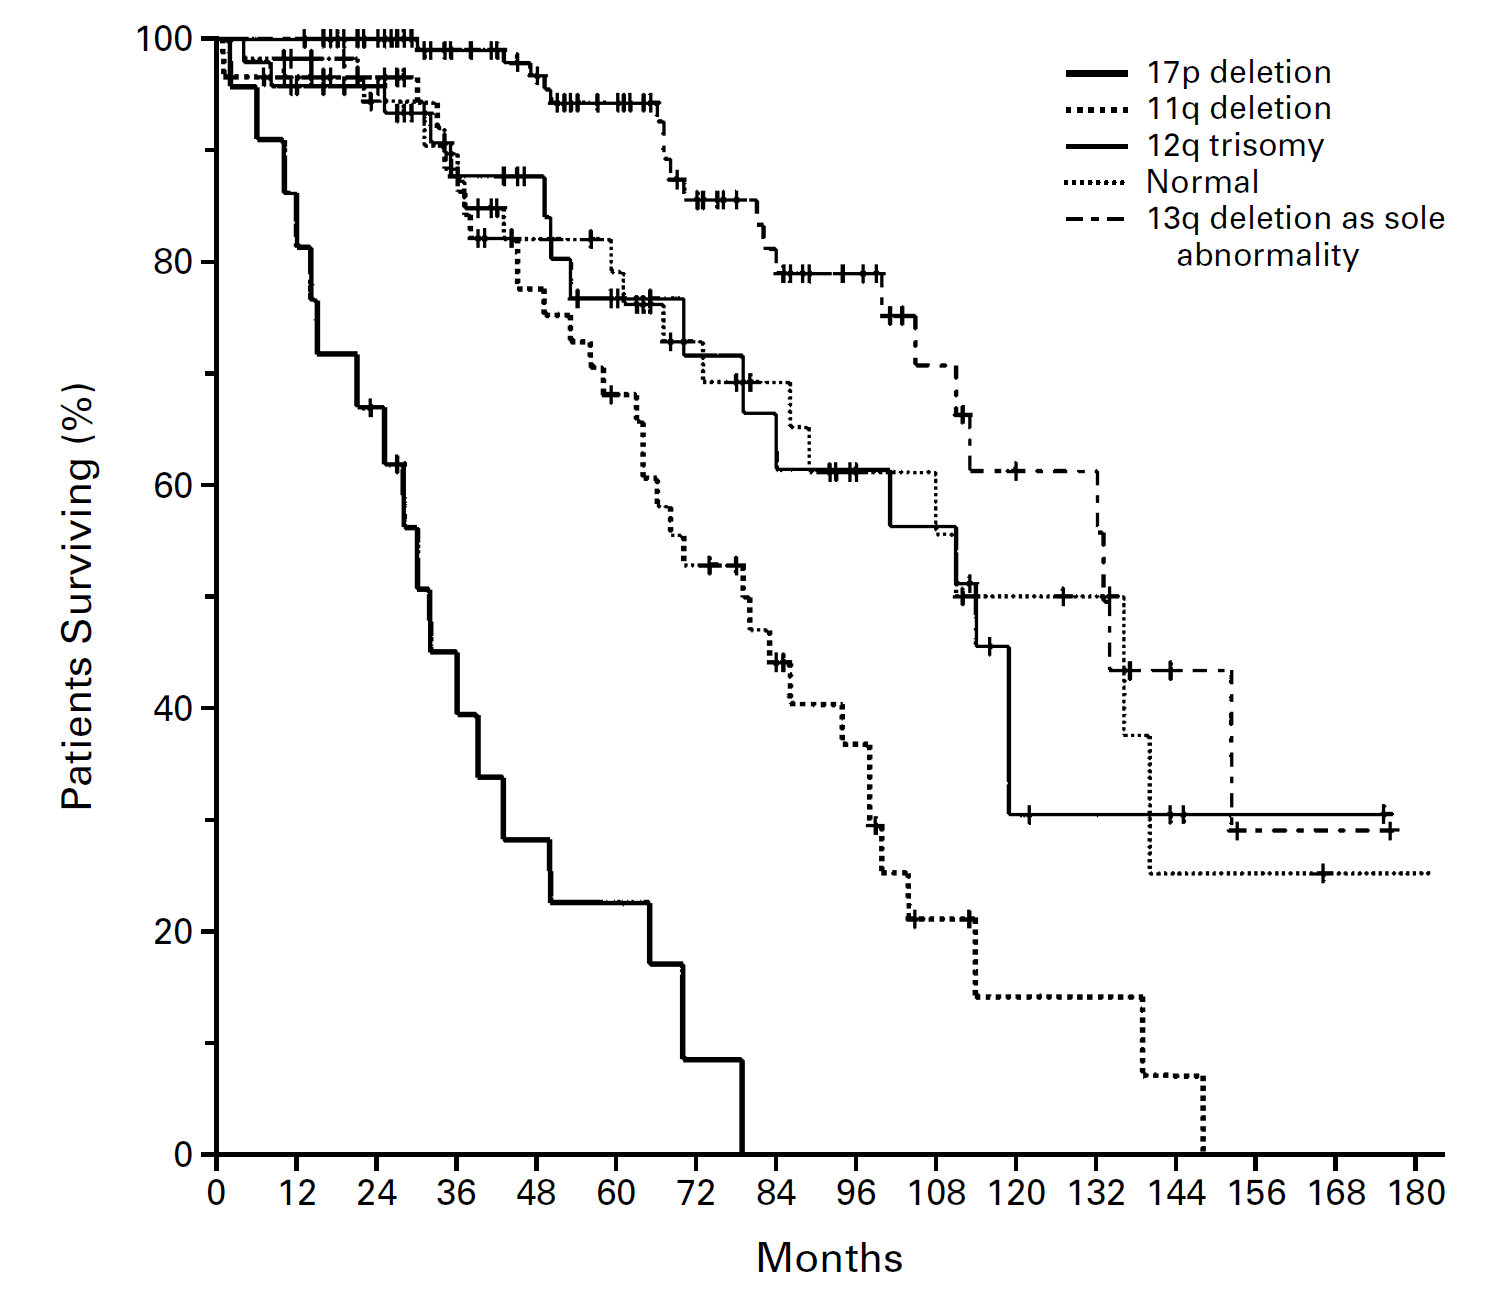 100
80
60
40
20
0
Patients Surviving (%)
17p deletion
11q deletion
12q trisomy
Normal
13q deletion as sole
abnormality
0 12 24 36 48 60 72 84 96 108 120 132 144 156 168 180
Months